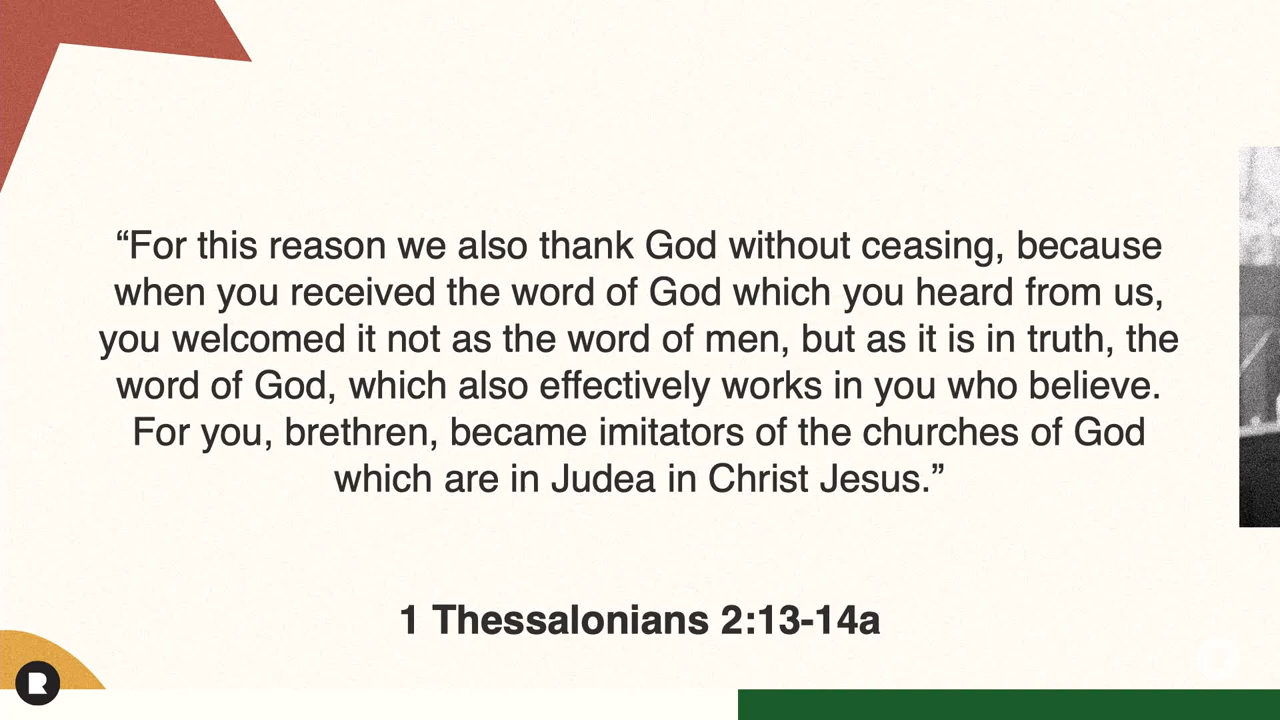 “For this reason we also thank God without ceasing, because
when you received the word of God which you heard from us,
you welcomed it not as the word of men, but as it is in truth, the
word of God, which also effectively works in you who believe.
For you, brethren, became imitators of the churches of God
which are in Judea in Christ Jesus.”
1 Thessalonians 2:13-14a
R